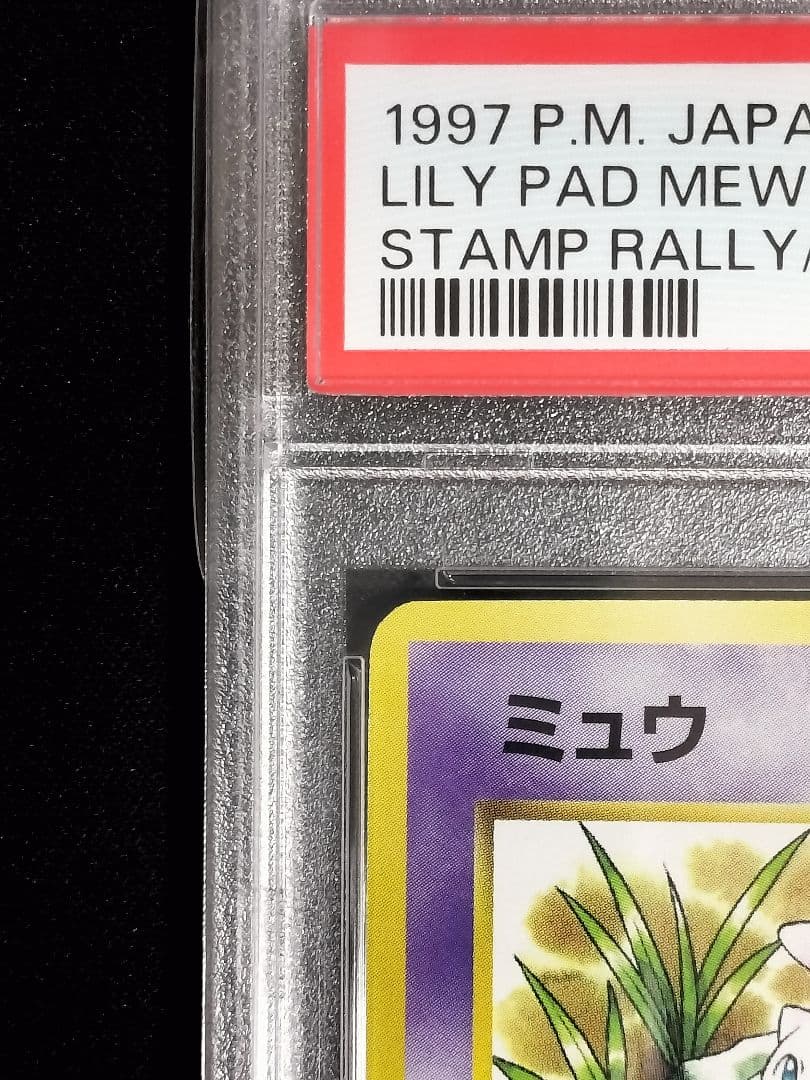 1997 P.M. JAPA
LILY PAD MEW
STAMP RALLY/
ミュウ